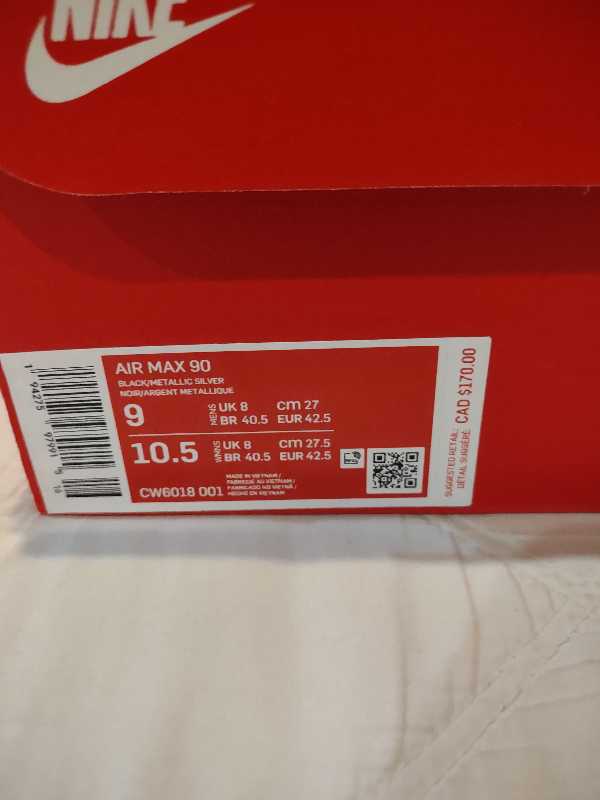 NIKE
AIR MAX 90
BLACK/METALLIC SILVER
NOIR/ARGENT METALLIQUE
9 MENS UK 8 cm 27
BR 40.5 EUR 42.5
10.5 WMNS UK 8 cm 27.5
BR 40.5 EUR 42.5
CW6018 001
MADE IN VIETNAM /
FABRIQUÉ AU VIETNAM /
FABRICADO NO VIETNÃ /
HECHO EN VIETNAM
SUGGESTED RETAIL:
DÉTAIL SUGGÉRÉ: CAD $170.00
1 94275